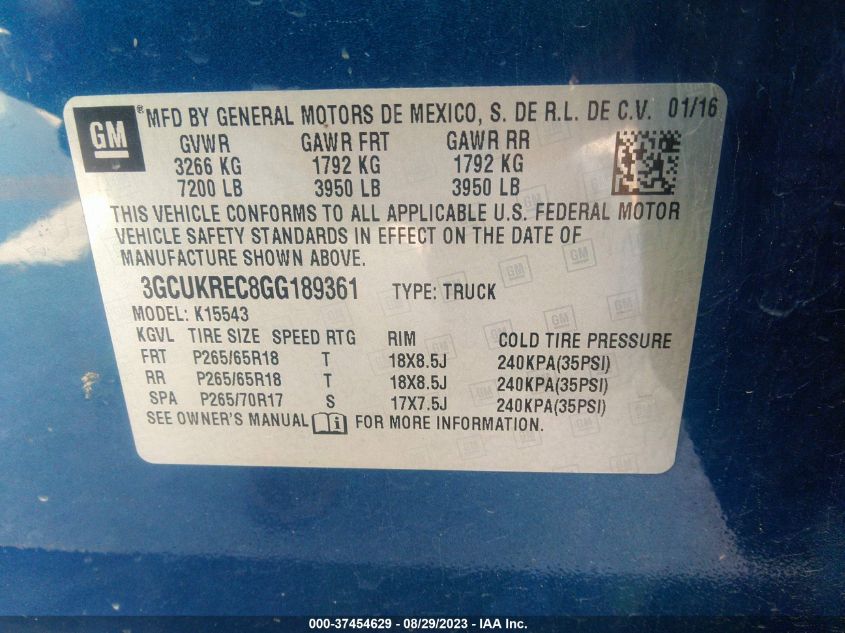 GM ® MFD BY GENERAL MOTORS DE MEXICO, S. DE R.L. DE C.V. 01/16
GVWR GAWR FRT GAWR RR
3266 KG 1792 KG 1792 KG
7200 LB 3950 LB 3950 LB
THIS VEHICLE CONFORMS TO ALL APPLICABLE U.S. FEDERAL MOTOR
VEHICLE SAFETY STANDARDS IN EFFECT ON THE DATE OF
MANUFACTURE SHOWN ABOVE.
3GCUKREC8GG189361 TYPE: TRUCK
MODEL: K15543
KGVL TIRE SIZE SPEED RTG RIM COLD TIRE PRESSURE
FRT P265/65R18 T 18X8.5J 240KPA(35PSI)
RR P265/65R18 T 18X8.5J 240KPA(35PSI)
SPA P265/70R17 S 17X7.5J 240KPA(35PSI)
SEE OWNER'S MANUAL FOR MORE INFORMATION.
000-37454629 - 08/29/2023 - IAA Inc.